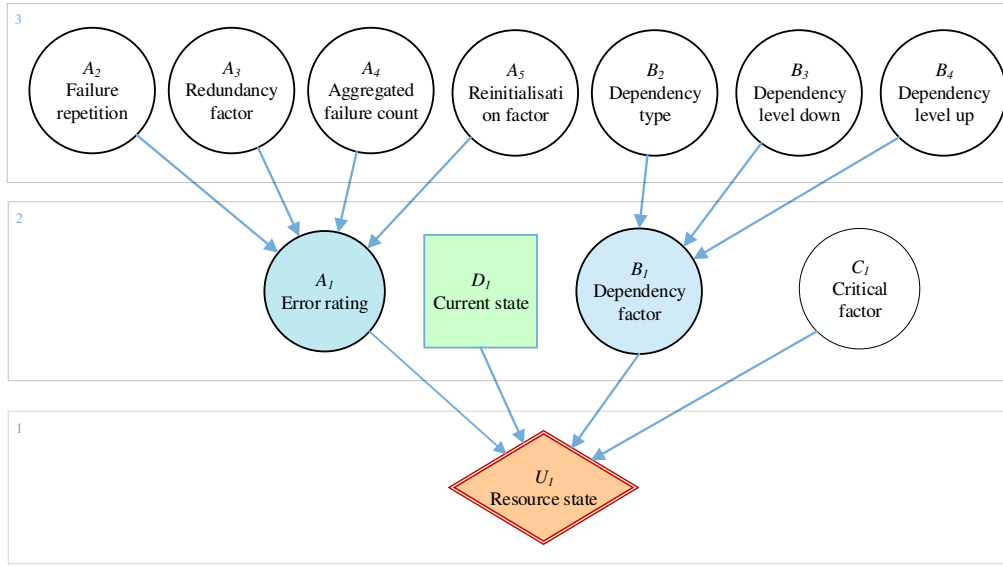 3
A2
Failure
repetition
A3
Redundancy
factor
A4
Aggregated
failure count
A5
Reinitialisati
on factor
B2
Dependency
type
B3
Dependency
level down
B4
Dependency
level up
2
A1
Error rating
D1
Current state
B1
Dependency
factor
C1
Critical
factor
1
U1
Resource state